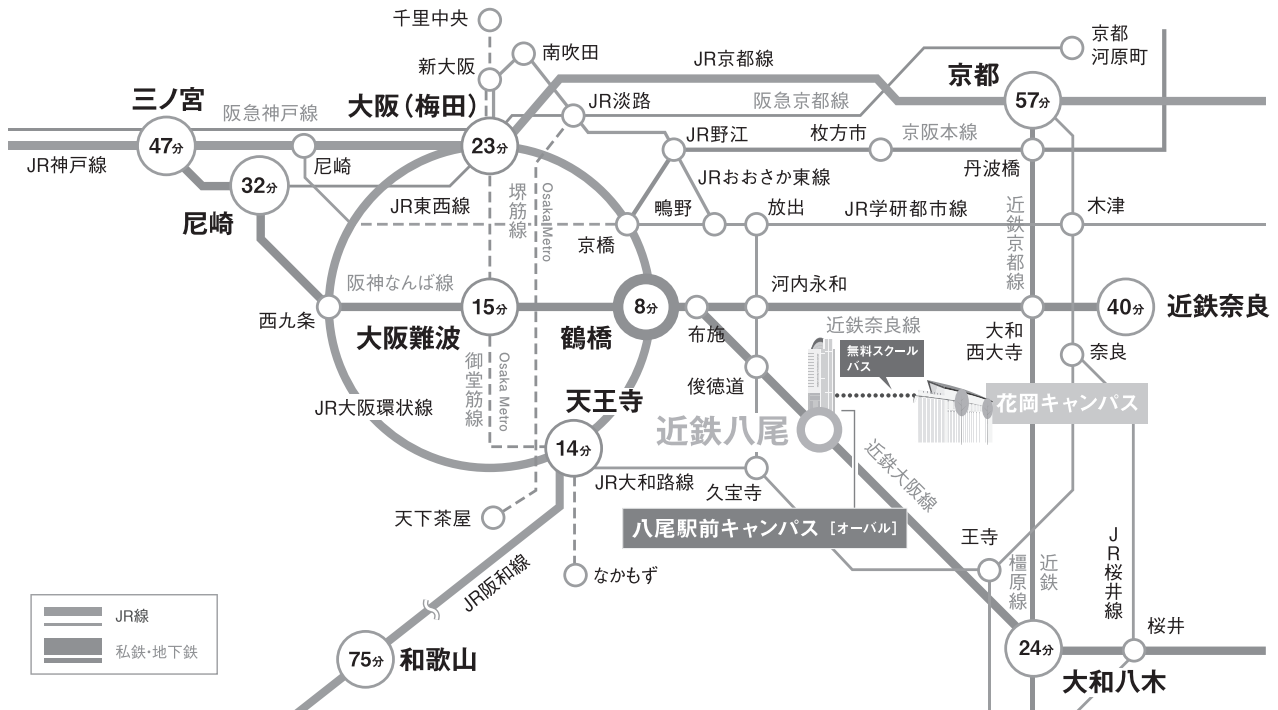 千里中央
南吹田
京都
河原町
新大阪
JR京都線
京都
57分
三ノ宮
阪急神戸線
大阪（梅田）
JR淡路
阪急京都線
47分
23分
JR野江
枚方市
京阪本線
JR神戸線
尼崎
丹波橋
32分
尼崎
JR東西線
堺筋線
Osaka Metro
JRおおさか東線
鴫野
放出
JR学研都市線
近鉄京都線
木津
京橋
阪神なんば線
河内永和
西九条
15分
8分
40分
近鉄奈良
大阪難波
鶴橋
布施
近鉄奈良線
大和
西大寺
奈良
無料スクール
バス
御堂筋線
Osaka Metro
俊徳道
JR大阪環状線
天王寺
花岡キャンパス
近鉄八尾
14分
近鉄大阪線
JR大和路線
久宝寺
天下茶屋
八尾駅前キャンパス ［オーバル］
王寺
JR桜井線
近鉄
橿原線
なかもず
JR阪和線
JR線
私鉄・地下鉄
桜井
24分
75分
和歌山
大和八木